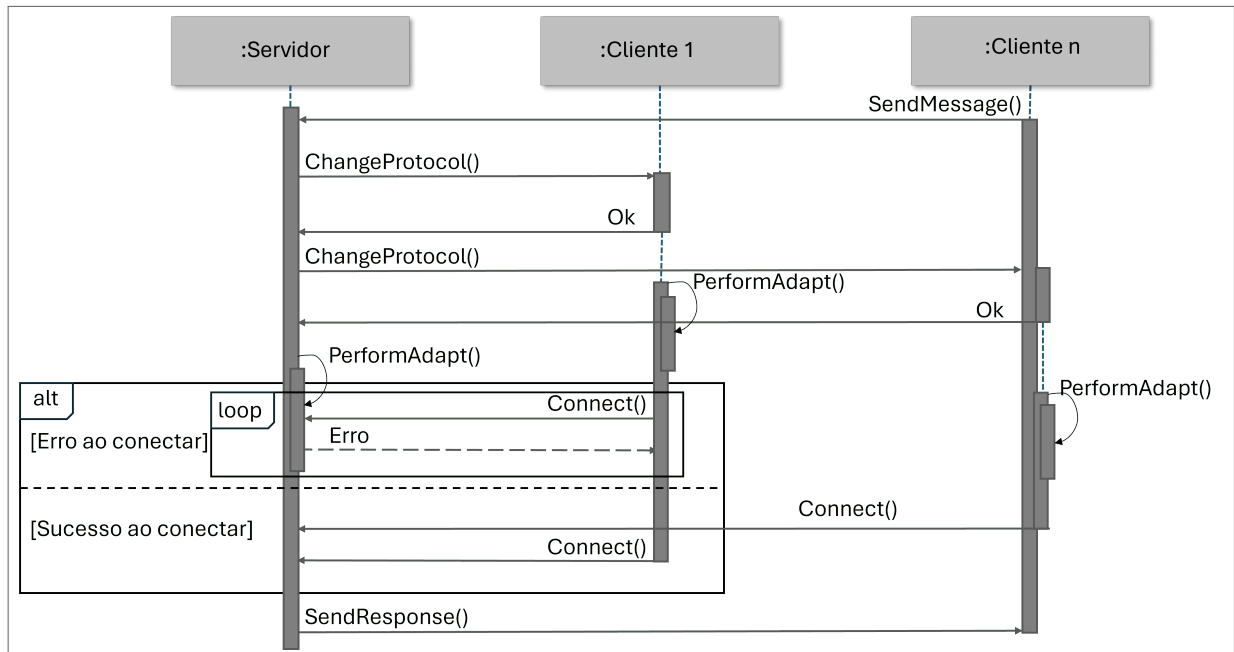 :Servidor
:Cliente 1
:Cliente n
SendMessage()
ChangeProtocol()
Ok
ChangeProtocol()
PerformAdapt()
Ok
PerformAdapt()
alt
PerformAdapt()
loop
Connect()
[Erro ao conectar]
Erro
Connect()
[Sucesso ao conectar]
Connect()
SendResponse()